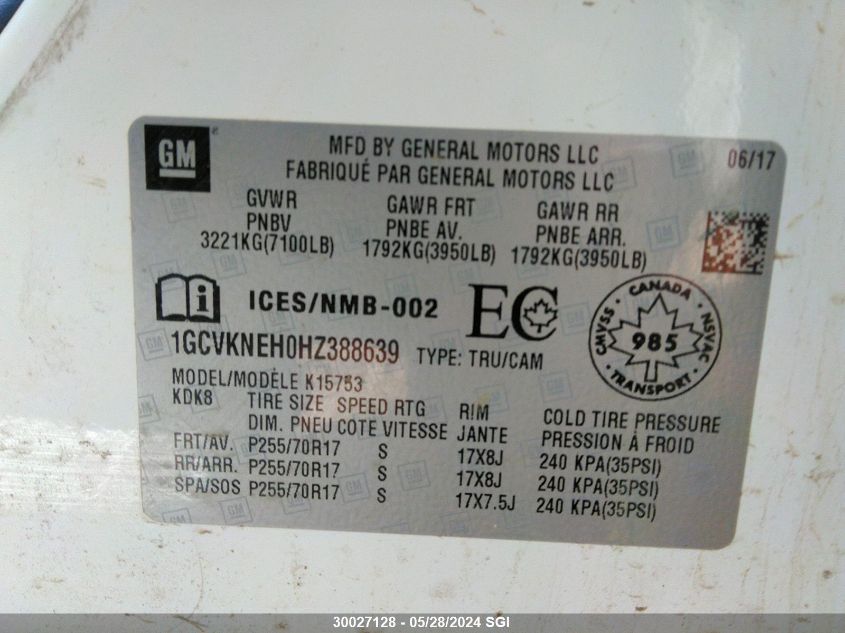 GM
MFD BY GENERAL MOTORS LLC 06/17
FABRIQUÉ PAR GENERAL MOTORS LLC
GVWR GAWR FRT GAWR RR
PNBV PNBE AV. PNBE ARR.
3221KG(7100LB) 1792KG(3950LB) 1792KG(3950LB)
i ICES/NMB-002 EC
CANADA
CMVSS 985 NSVAC
TRANSPORT
1GCVKNEH0HZ388639 TYPE: TRU/CAM
MODEL/MODÈLE K15753
KDK8 TIRE SIZE SPEED RTG RIM COLD TIRE PRESSURE
DIM. PNEU COTE VITESSE JANTE PRESSION À FROID
FRT/AV. P255/70R17 S 17X8J 240 KPA(35PSI)
RR/ARR. P255/70R17 S 17X8J 240 KPA(35PSI)
SPA/SOS P255/70R17 S 17X7.5J 240 KPA(35PSI)
30027128 - 05/28/2024 SGI